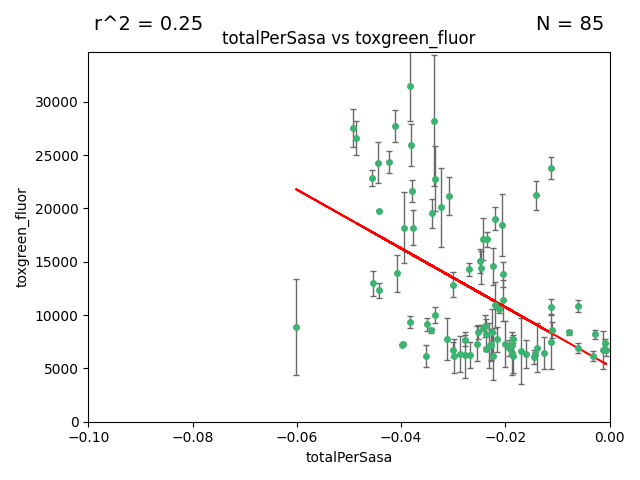 r^2 = 0.25 N = 85
totalPerSasa vs toxgreen_fluor
30000
25000
20000
15000
10000
5000
0
toxgreen_fluor
−0.10 −0.08 −0.06 −0.04 −0.02 0.00
totalPerSasa